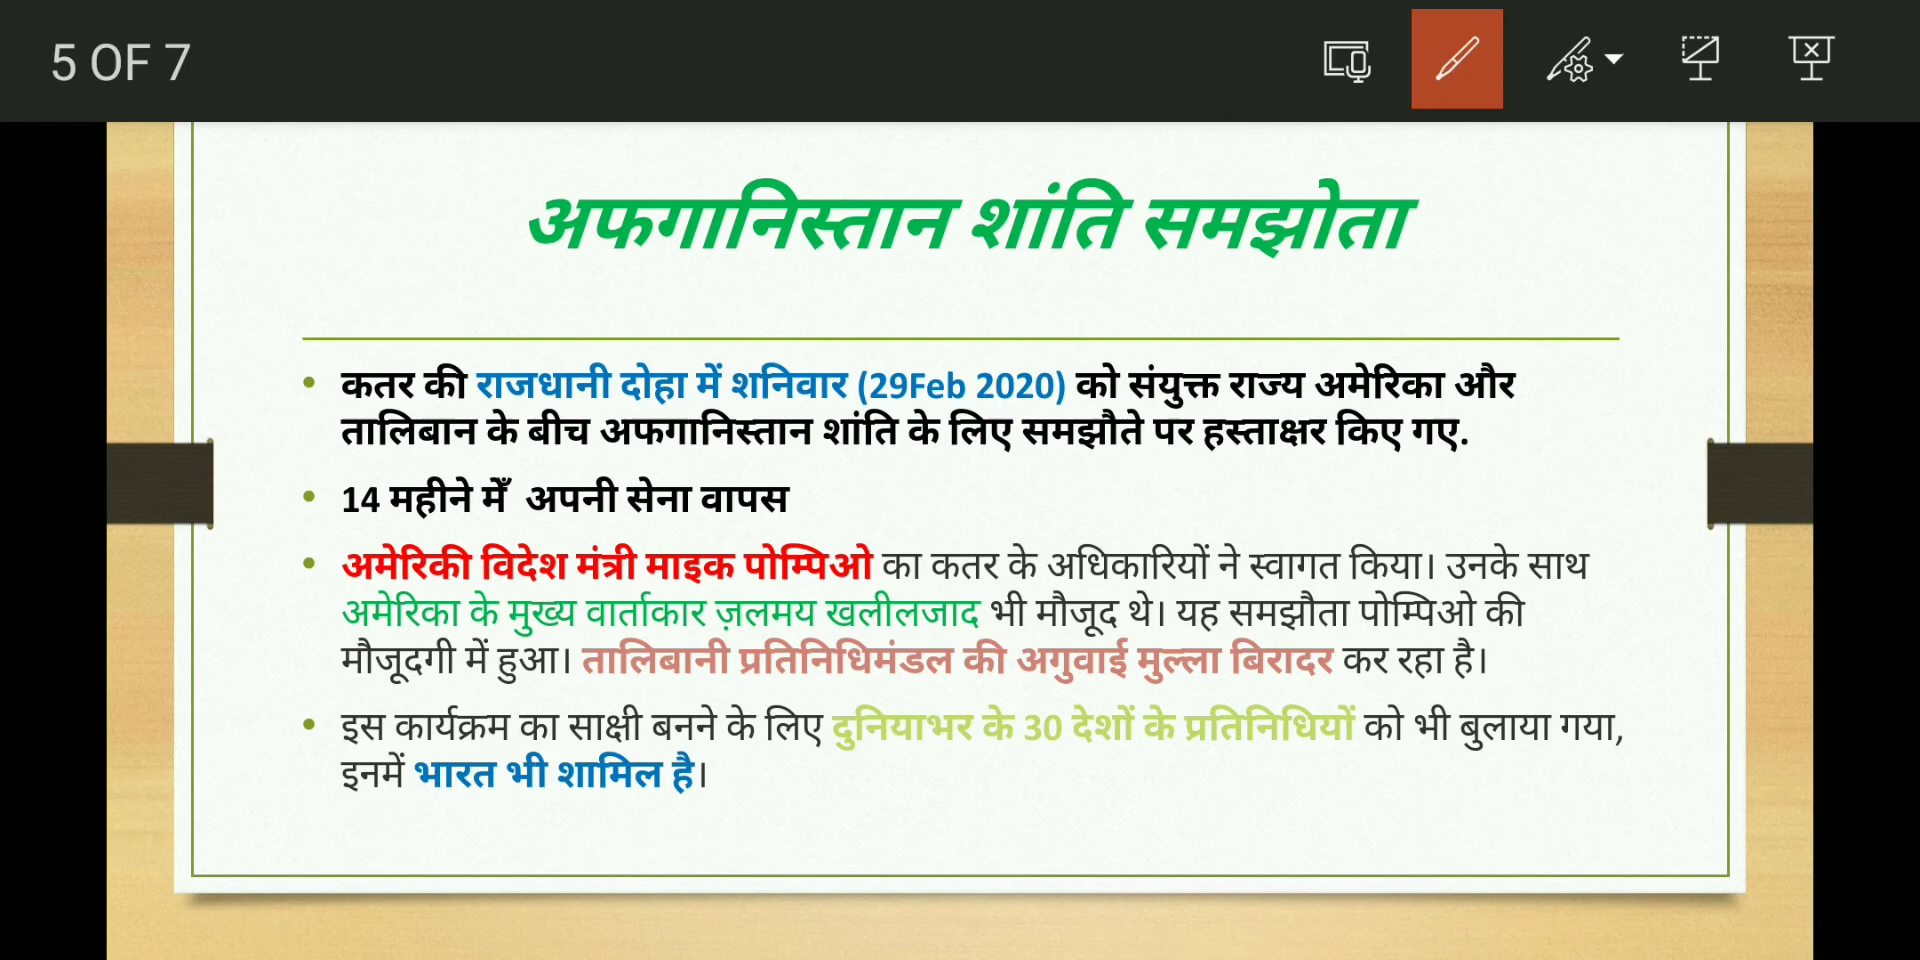 5 OF 7
अफगानिस्तान शांति समझोता
• कतर की राजधानी दोहा में शनिवार (29Feb 2020) को संयुक्त राज्य अमेरिका और
तालिबान के बीच अफगानिस्तान शांति के लिए समझौते पर हस्ताक्षर किए गए.
• 14 महीने मेँ अपनी सेना वापस
• अमेरिकी विदेश मंत्री माइक पोम्पिओ का कतर के अधिकारियों ने स्वागत किया। उनके साथ
अमेरिका के मुख्य वार्ताकार ज़लमय खलीलजाद भी मौजूद थे। यह समझौता पोम्पिओ की
मौजूदगी में हुआ। तालिबानी प्रतिनिधिमंडल की अगुवाई मुल्ला बिरादर कर रहा है।
• इस कार्यक्रम का साक्षी बनने के लिए दुनियाभर के 30 देशों के प्रतिनिधियों को भी बुलाया गया,
इनमें भारत भी शामिल है।